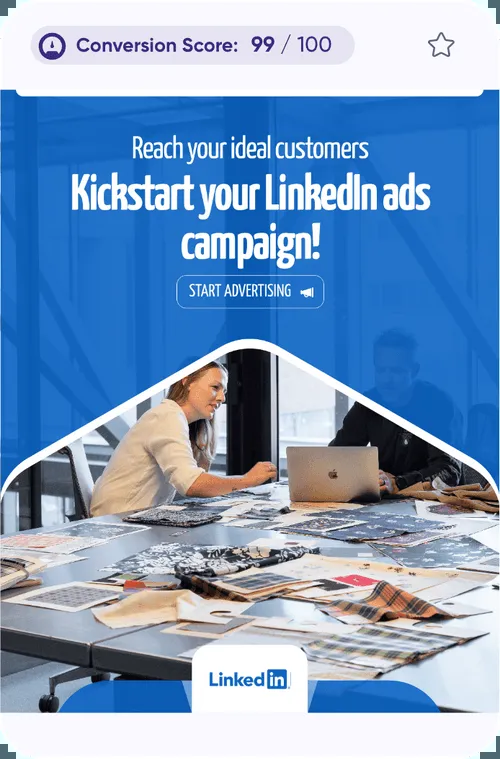 Conversion Score: 99 / 100
Reach your ideal customers
Kickstart your LinkedIn ads
campaign!
START ADVERTISING
Linked in